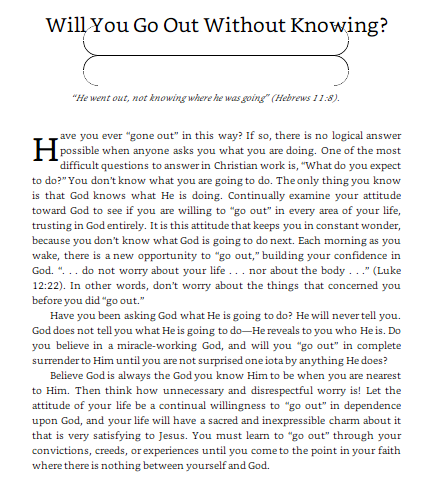 Will You Go Out Without Knowing?
“He went out, not knowing where he was going” (Hebrews 11:8).
Have you ever “gone out” in this way? If so, there is no logical answer
possible when anyone asks you what you are doing. One of the most
difficult questions to answer in Christian work is, “What do you expect
to do?” You don’t know what you are going to do. The only thing you know
is that God knows what He is doing. Continually examine your attitude
toward God to see if you are willing to “go out” in every area of your life,
trusting in God entirely. It is this attitude that keeps you in constant wonder,
because you don’t know what God is going to do next. Each morning as you
wake, there is a new opportunity to “go out,” building your confidence in
God. “. . . do not worry about your life . . . nor about the body . . .” (Luke
12:22). In other words, don’t worry about the things that concerned you
before you did “go out.”
Have you been asking God what He is going to do? He will never tell you.
God does not tell you what He is going to do—He reveals to you who He is. Do
you believe in a miracle-working God, and will you “go out” in complete
surrender to Him until you are not surprised one iota by anything He does?
Believe God is always the God you know Him to be when you are nearest
to Him. Then think how unnecessary and disrespectful worry is! Let the
attitude of your life be a continual willingness to “go out” in dependence
upon God, and your life will have a sacred and inexpressible charm about it
that is very satisfying to Jesus. You must learn to “go out” through your
convictions, creeds, or experiences until you come to the point in your faith
where there is nothing between yourself and God.